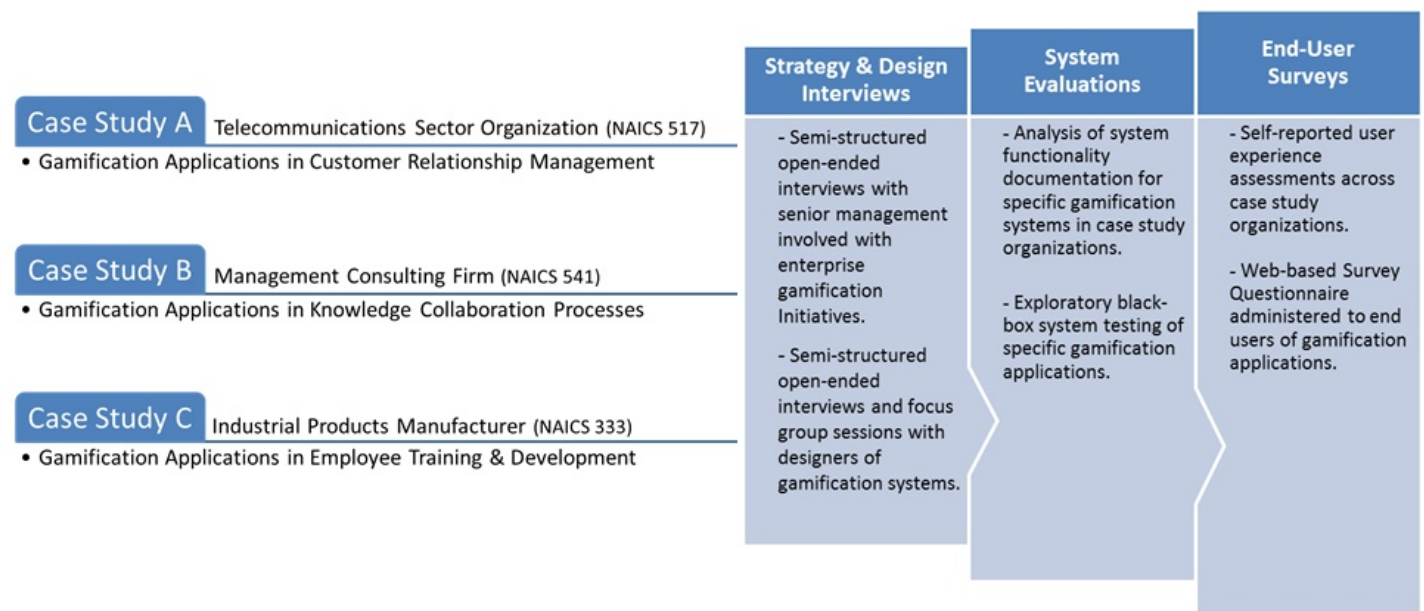 Case Study A Telecommunications Sector Organization (NAICS 517)
• Gamification Applications in Customer Relationship Management
Case Study B Management Consulting Firm (NAICS 541)
• Gamification Applications in Knowledge Collaboration Processes
Case Study C Industrial Products Manufacturer (NAICS 333)
• Gamification Applications in Employee Training & Development
Strategy & Design
Interviews
- Semi-structured
open-ended
interviews with
senior management
involved with
enterprise
gamification
Initiatives.
- Semi-structured
open-ended
interviews and focus
group sessions with
designers of
gamification systems.
System
Evaluations
- Analysis of system
functionality
documentation for
specific gamification
systems in case study
organizations.
- Exploratory black-
box system testing of
specific gamification
applications.
End-User
Surveys
- Self-reported user
experience
assessments across
case study
organizations.
- Web-based Survey
Questionnaire
administered to end
users of gamification
applications.